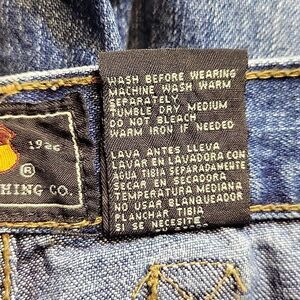 WASH BEFORE WEARING
MACHINE WASH WARM
SEPARATELY
TUMBLE DRY MEDIUM
DO NOT BLEACH
WARM IRON IF NEEDED
LAVA ANTES LLEVA
LAVAR EN LAVADORA CON
AGUA TIBIA SEPARADAMENTE
SECAR EN SECADORA
TEMPERATURA MEDIANA
NO USAR BLANQUEADOR
PLANCHAR TIBIA
SI SE NECESITE
1926
®
HING CO.